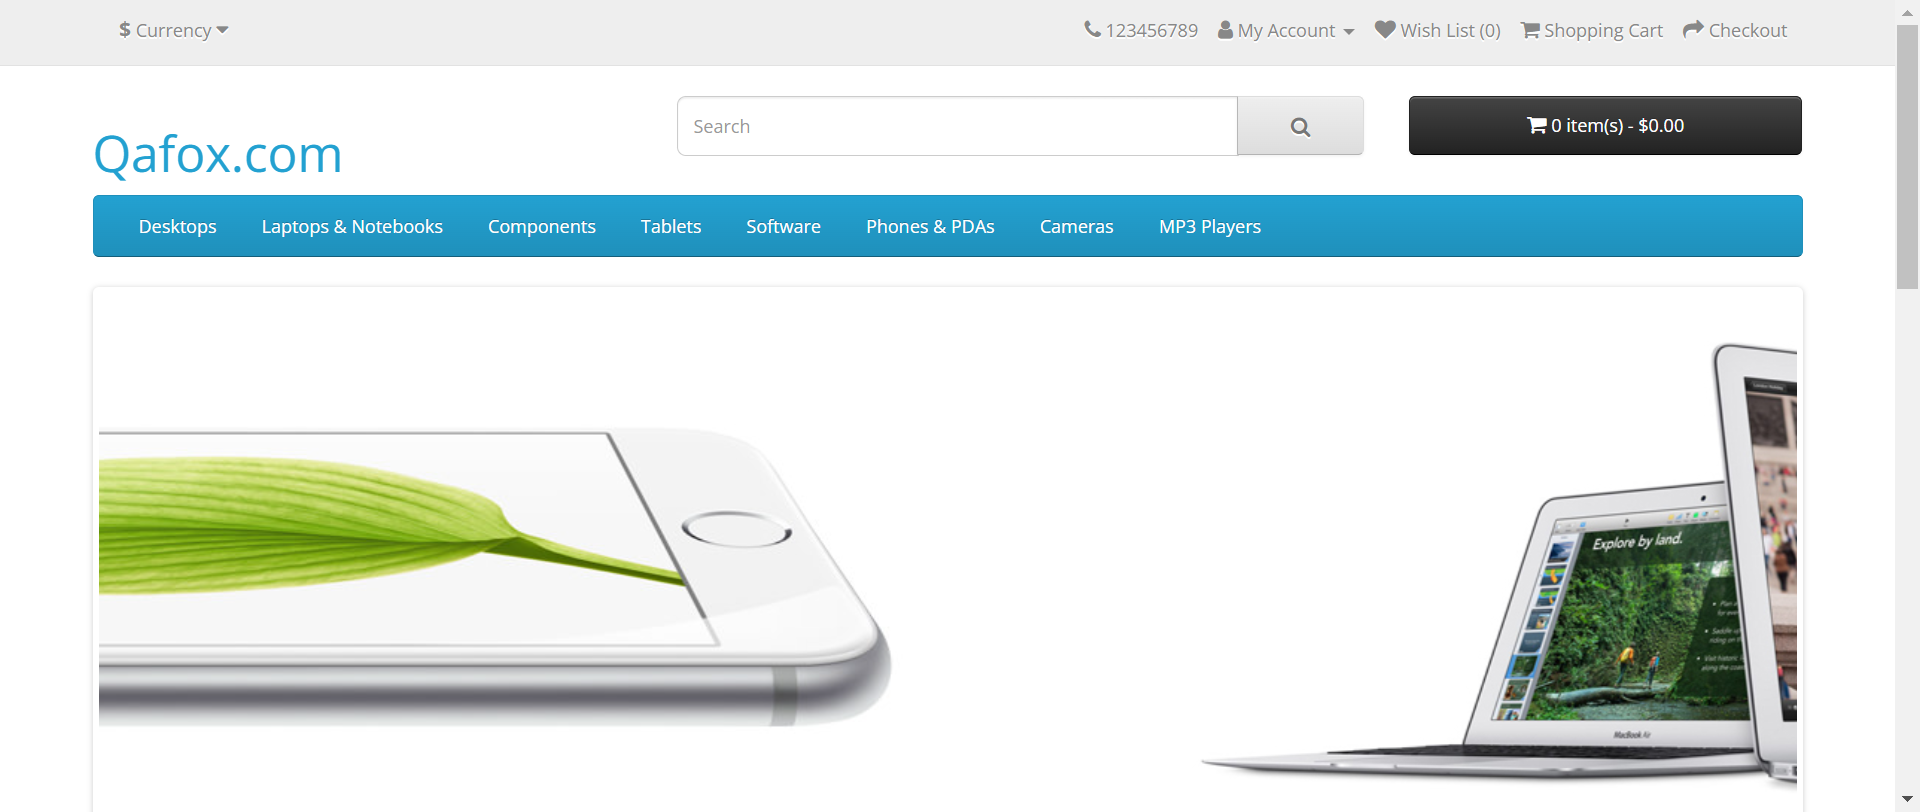 $ Currency
123456789 My Account Wish List (0) Shopping Cart Checkout
Search
0 item(s) - $0.00
Qafox.com
Desktops Laptops & Notebooks Components Tablets Software Phones & PDAs Cameras MP3 Players
Explore by land.
MacBook Air